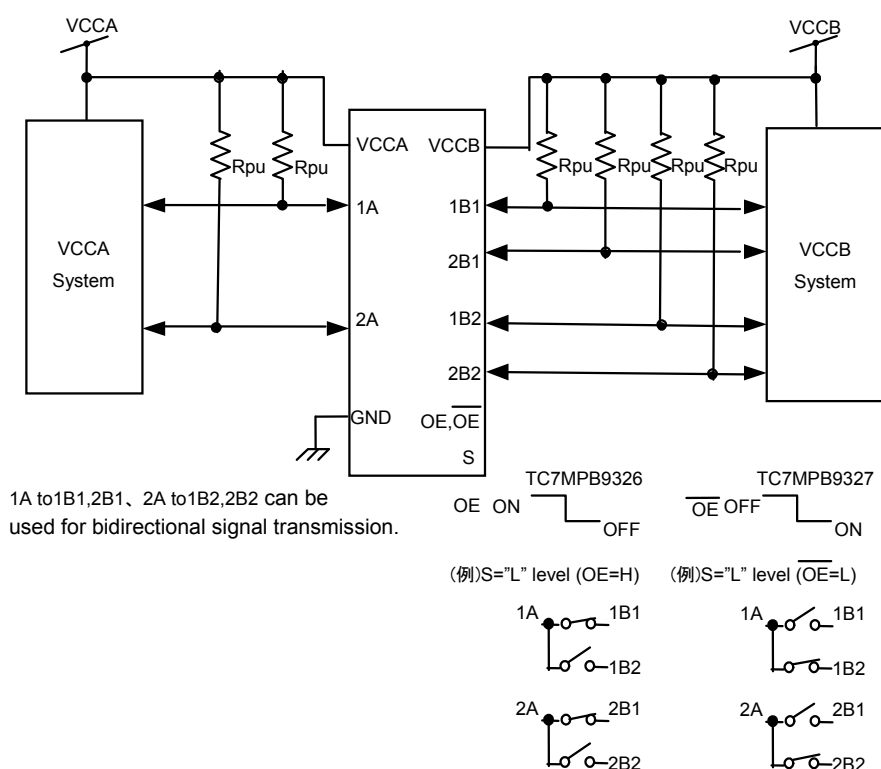 VCCA
VCCB
Rpu Rpu
VCCA VCCB
Rpu Rpu Rpu Rpu
1A 1B1
VCCA
System
2B1
VCCB
System
2A 1B2
2B2
GND OE,OE
S
1A to1B1,2B1、2A to1B2,2B2 can be
used for bidirectional signal transmission.
TC7MPB9326 TC7MPB9327
OE ON OFF
OE OFF ON
(例)S="L" level (OE=H) (例)S="L" level (OE=L)
1A 1B1 1A 1B1
1B2 1B2
2A 2B1 2A 2B1
2B2 2B2